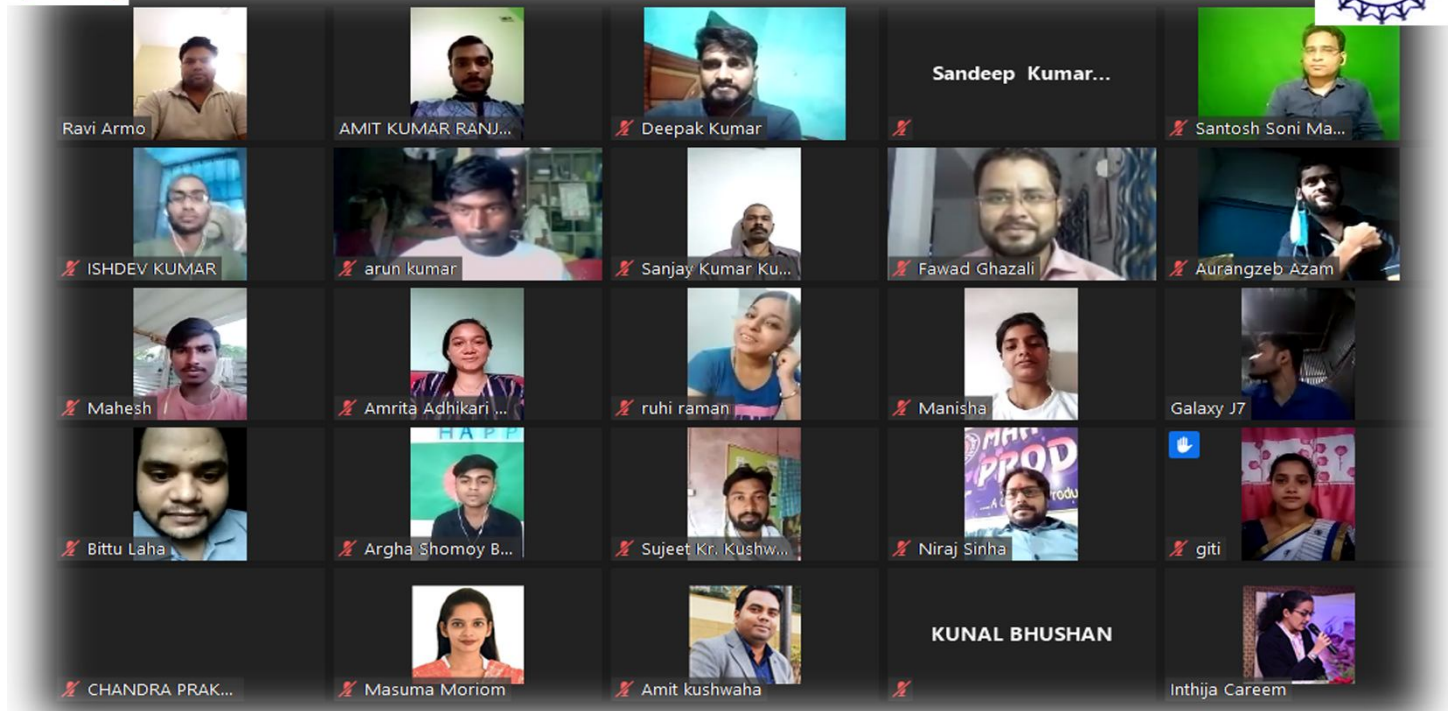 Ravi Armo
AMIT KUMAR RANJ...
Deepak Kumar
Sandeep Kumar...
Santosh Soni Ma...
ISHDEV KUMAR
arun kumar
Sanjay Kumar Ku...
Fawad Ghazali
Aurangzeb Azam
Mahesh
Amrita Adhikari ...
ruhi raman
Manisha
Galaxy J7
HAPP
PROD
Bittu Laha
Argha Shomoy B...
Sujeet Kr. Kushw...
Niraj Sinha
giti
CHANDRA PRAK...
Masuma Moriom
Amit kushwaha
KUNAL BHUSHAN
Inthija Careem